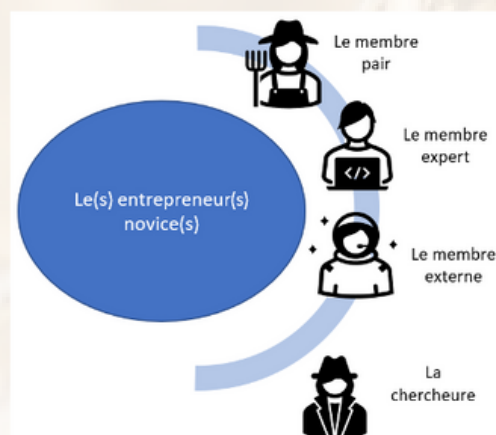 Le membre
pair
Le membre
expert
</>
Le(s) entrepreneur(s)
novice(s)
Le membre
externe
La
chercheure